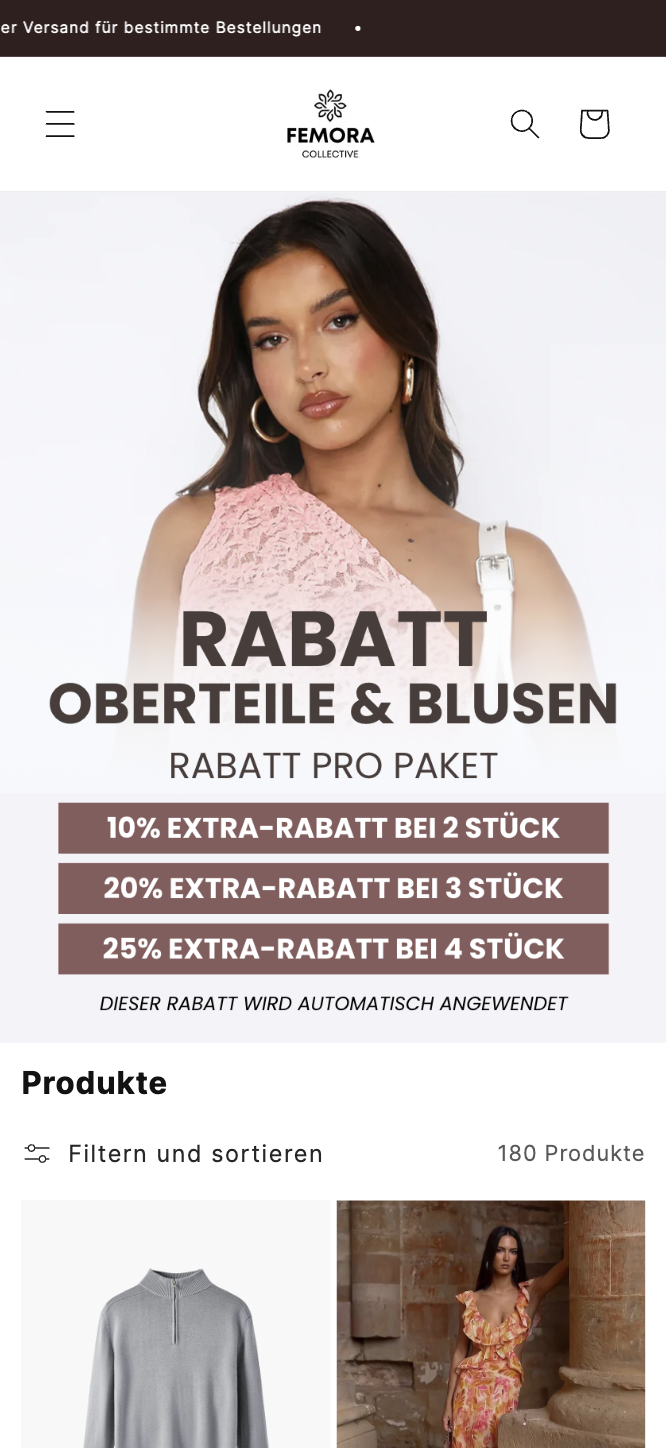 er Versand für bestimmte Bestellungen •
FEMORA
COLLECTIVE
RABATT
OBERTEILE & BLUSEN
RABATT PRO PAKET
10% EXTRA-RABATT BEI 2 STÜCK
20% EXTRA-RABATT BEI 3 STÜCK
25% EXTRA-RABATT BEI 4 STÜCK
DIESER RABATT WIRD AUTOMATISCH ANGEWENDET
Produkte
Filtern und sortieren
180 Produkte